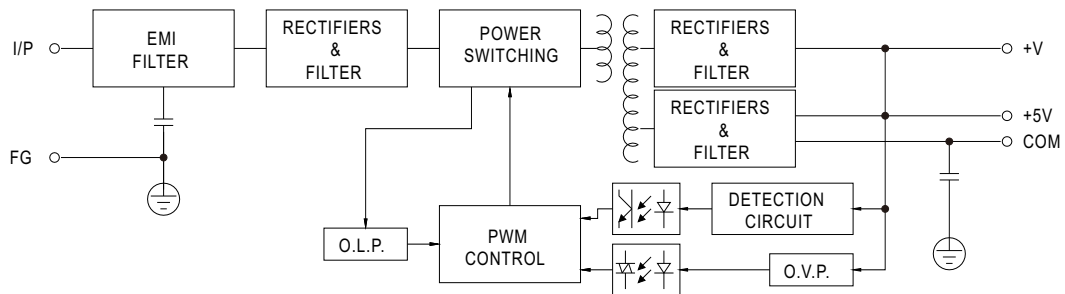 I/P
EMI
FILTER
RECTIFIERS
&
FILTER
POWER
SWITCHING
RECTIFIERS
&
FILTER
+V
RECTIFIERS
&
FILTER
+5V
COM
FG
DETECTION
CIRCUIT
O.L.P.
PWM
CONTROL
O.V.P.